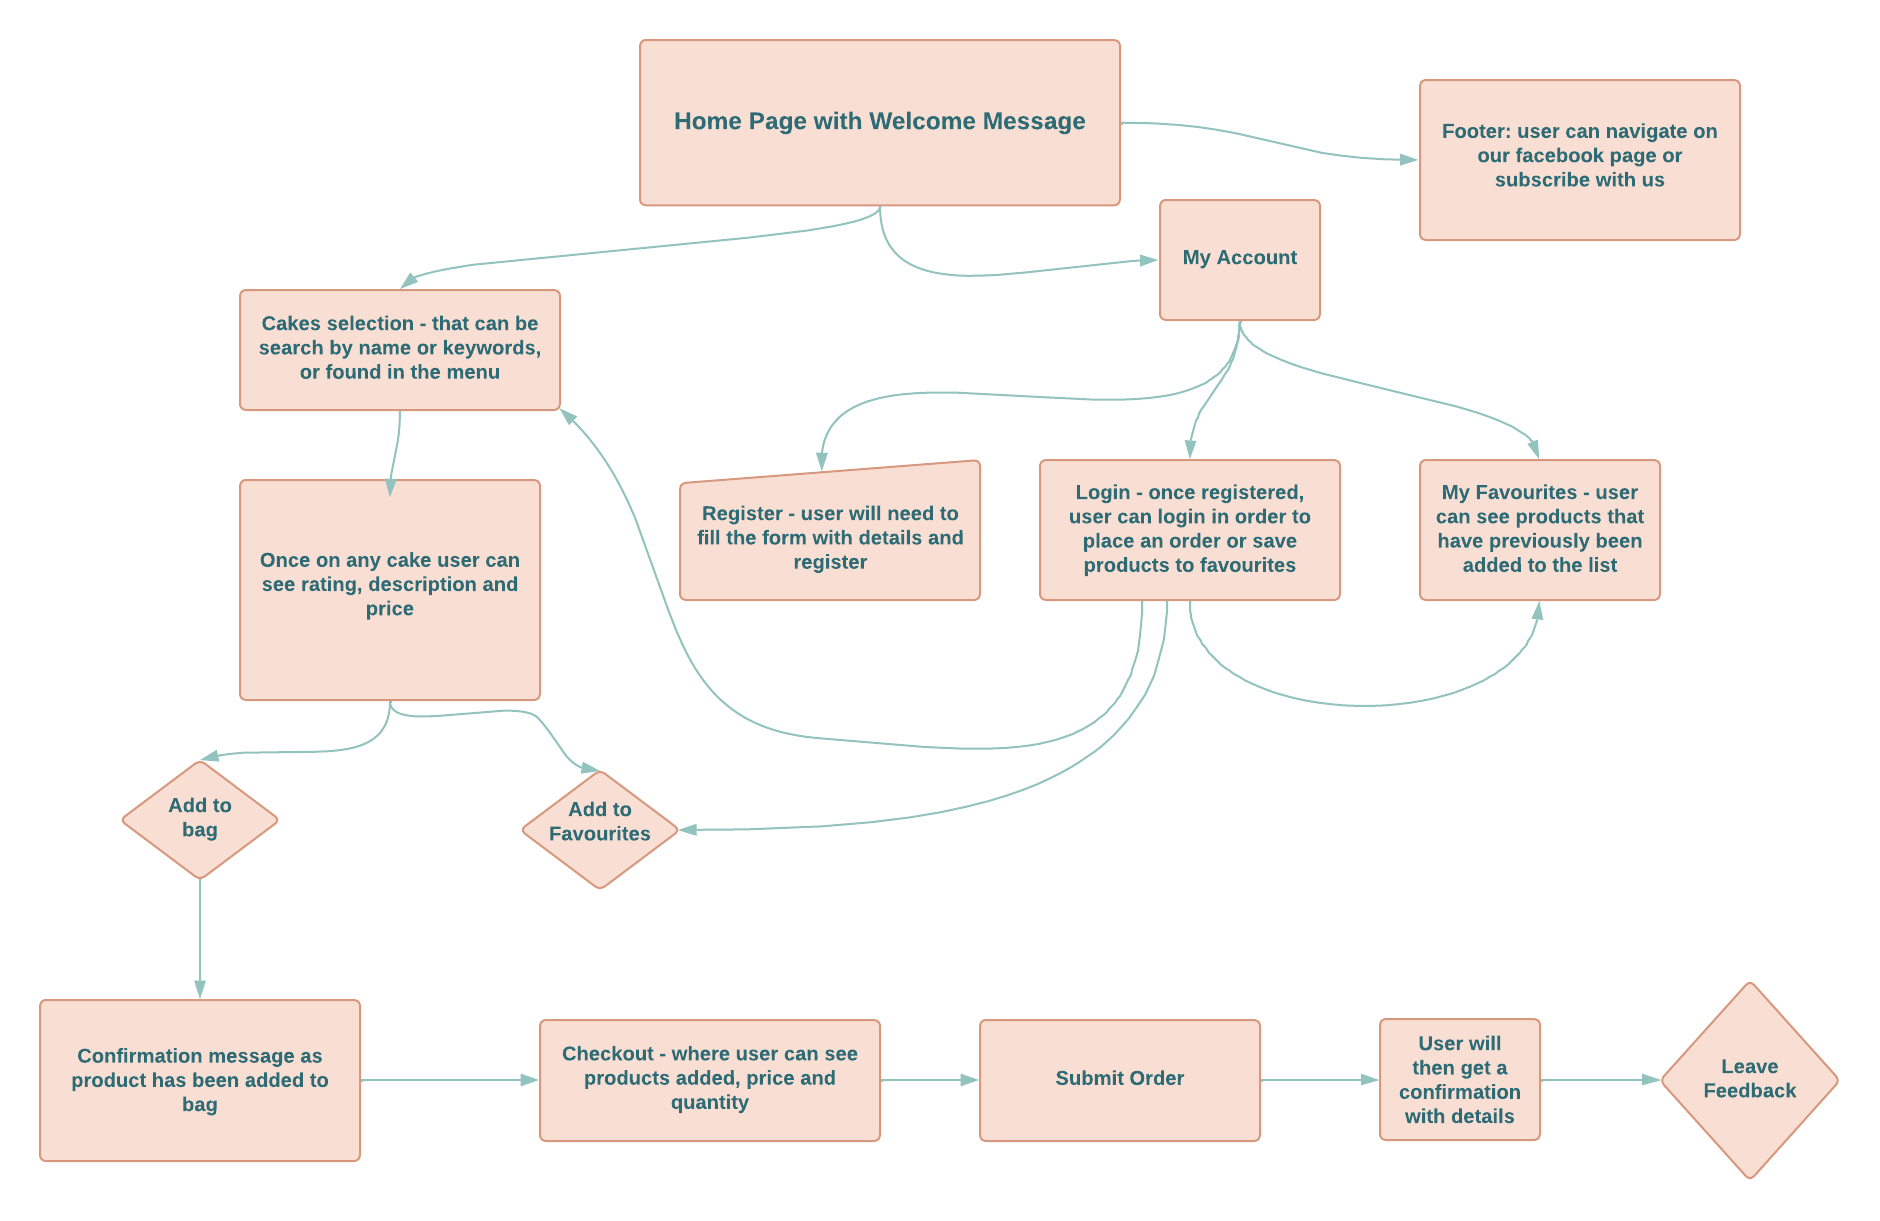 Home Page with Welcome Message
Footer: user can navigate on
our facebook page or
subscribe with us
My Account
Cakes selection - that can be
search by name or keywords,
or found in the menu
Register - user will need to
fill the form with details and
register
Login - once registered,
user can login in order to
place an order or save
products to favourites
My Favourites - user
can see products that
have previously been
added to the list
Once on any cake user can
see rating, description and
price
Add to
bag
Add to
Favourites
Confirmation message as
product has been added to
bag
Checkout - where user can see
products added, price and
quantity
Submit Order
User will
then get a
confirmation
with details
Leave
Feedback